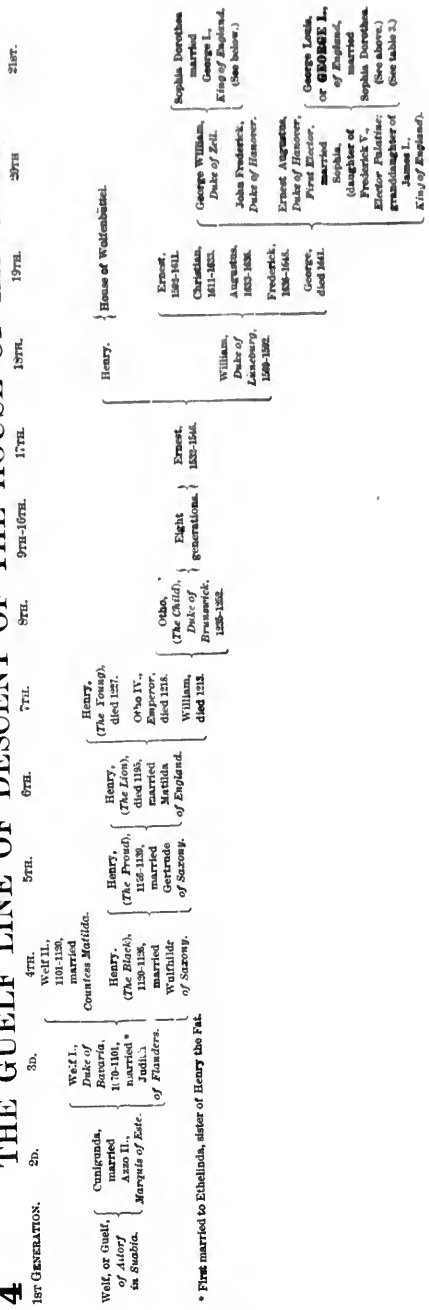 4 THE GUELF LINE OF DESCENT OF THE HOUSE OF
1ST GENERATION.
2D.
3D.
4TH.
5TH.
6TH.
7TH.
8TH.
9TH-16TH.
17TH.
18TH.
19TH.
20TH
21ST.
Welf, or Guelf,
of Altorf
in Suabia.
Cunigunda,
married
Azzo II.,
Marquis of Este.
Welf I.,
Duke of
Bavaria,
1070-1101,
married *
Judith
of Flanders.
Welf II.,
1101-1120,
married
Countess Matilda.
Henry.
(The Black),
1120-1126,
married
Wulfhilde
of Saxony.
Henry,
(The Proud),
1126-1139,
married
Gertrude
of Saxony.
Henry,
(The Lion),
died 1195,
married
Matilda
of England.
Henry,
(The Young),
died 1227.
Otho IV.,
Emperor,
died 1218.
William,
died 1213.
Otho,
(The Child),
Duke of
Brunswick,
1235-1252.
Eight
generations.
Ernest,
1532-1546.
Henry.
William,
Duke of
Luneburg,
1569-1592.
House of Wolfenbüttel.
Ernest,
1592-1611.
Christian,
1611-1633.
Augustus,
1633-1636.
Frederick,
1636-1648.
George,
died 1641.
George William,
Duke of Zell.
John Frederick,
Duke of Hanover.
Ernest Augustus,
Duke of Hanover,
First Elector,
married
Sophia,
(daughter of
Frederick V.,
Elector Palatine;
granddaughter of
James I.,
King of England).
Sophia Dorothea
married
George I.,
King of England.
(See below.)
George Louis,
or GEORGE I.,
of England,
married
Sophia Dorothea.
(See above.)
(See table 3.)
* First married to Ethelinda, sister of Henry the Fat.